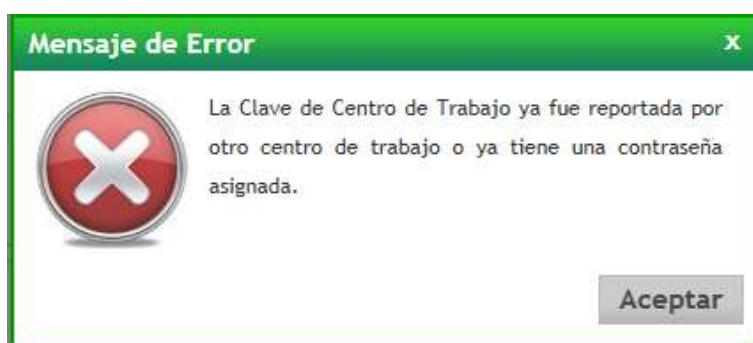 Mensaje de Error x
La Clave de Centro de Trabajo ya fue reportada por
otro centro de trabajo o ya tiene una contraseña
asignada.
Aceptar